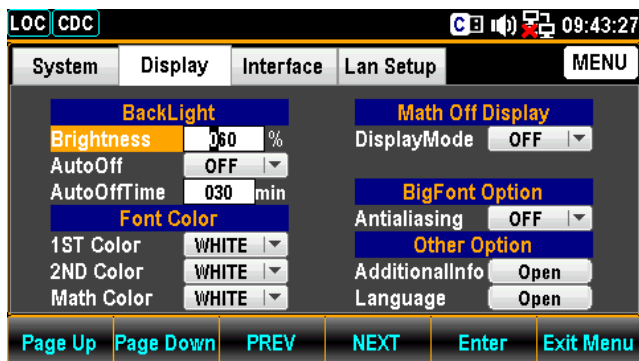 LOC CDC C 09:43:27
System Display Interface Lan Setup MENU
BackLight
Brightness 060 %
AutoOff OFF
AutoOffTime 030 min
Font Color
1ST Color WHITE
2ND Color WHITE
Math Color WHITE
Math Off Display
DisplayMode OFF
BigFont Option
Antialiasing OFF
Other Option
AdditionalInfo Open
Language Open
Page Up Page Down PREV NEXT Enter Exit Menu